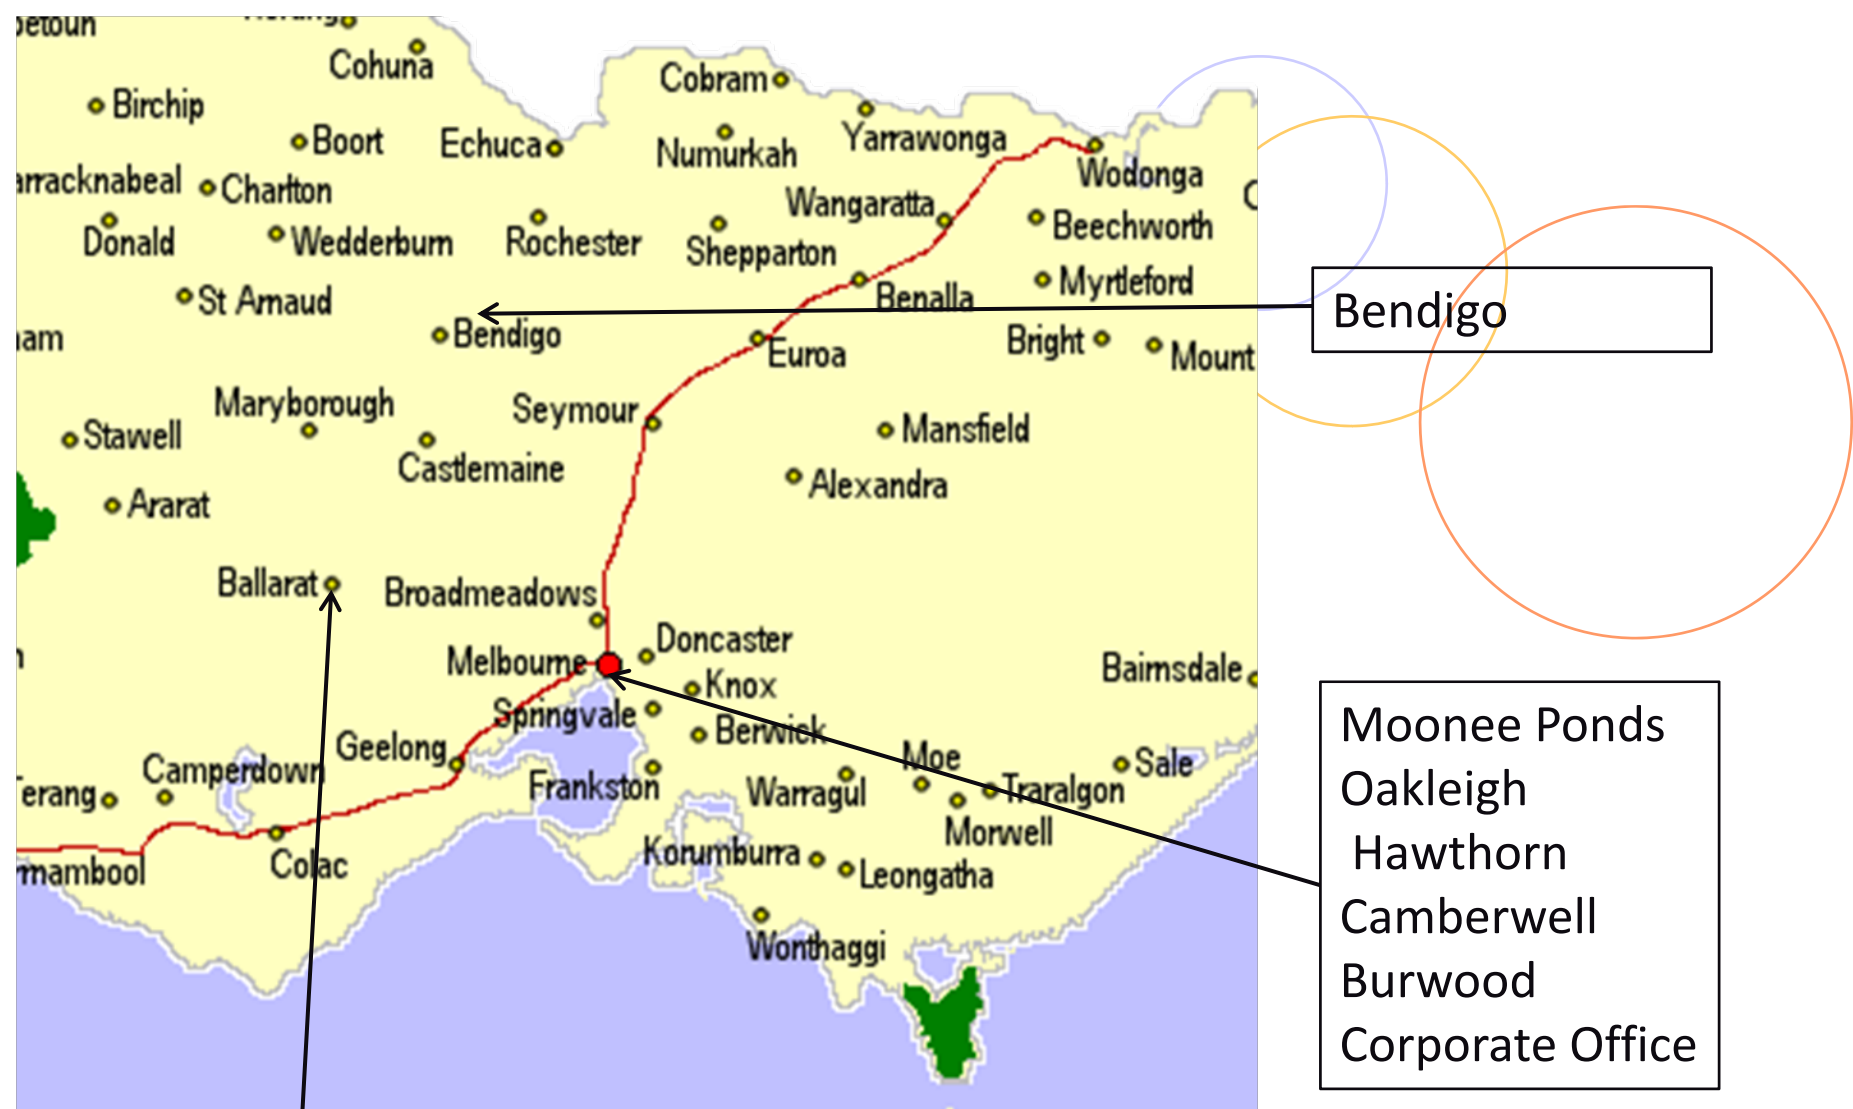 Cohuna
Cobram
Birchip
Yarrawonga
Boort
Echuca
Numurkah
Wodonga
Charlton
Wangaratta
Donald
Wedderburn
Rochester
Shepparton
Beechworth
St Arnaud
Benalla
Myrtleford
Bendigo
Bendigo
Euroa
Bright
Mount
Maryborough
Seymour
Stawell
Castlemaine
Mansfield
Alexandra
Ararat
Ballarat
Broadmeadows
Doncaster
Melbourne
Knox
Bairnsdale
Springvale
Berwick
Geelong
Moe
Sale
Camperdown
Frankston
Warragul
Traralgon
Morwell
Colac
Korumburra
Leongatha
Wonthaggi
Moonee Ponds
Oakleigh
Hawthorn
Camberwell
Burwood
Corporate Office